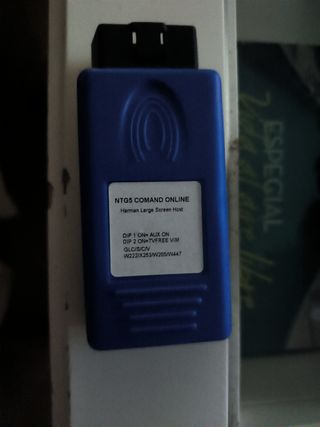 NTG5 COMAND ONLINE
Harman Large Screen Host
DIP 1 ON= AUX ON
DIP 2 ON=TVFREE VIM
GLC/S/C/V
W222/X253/W205/W447
ESPECIAL